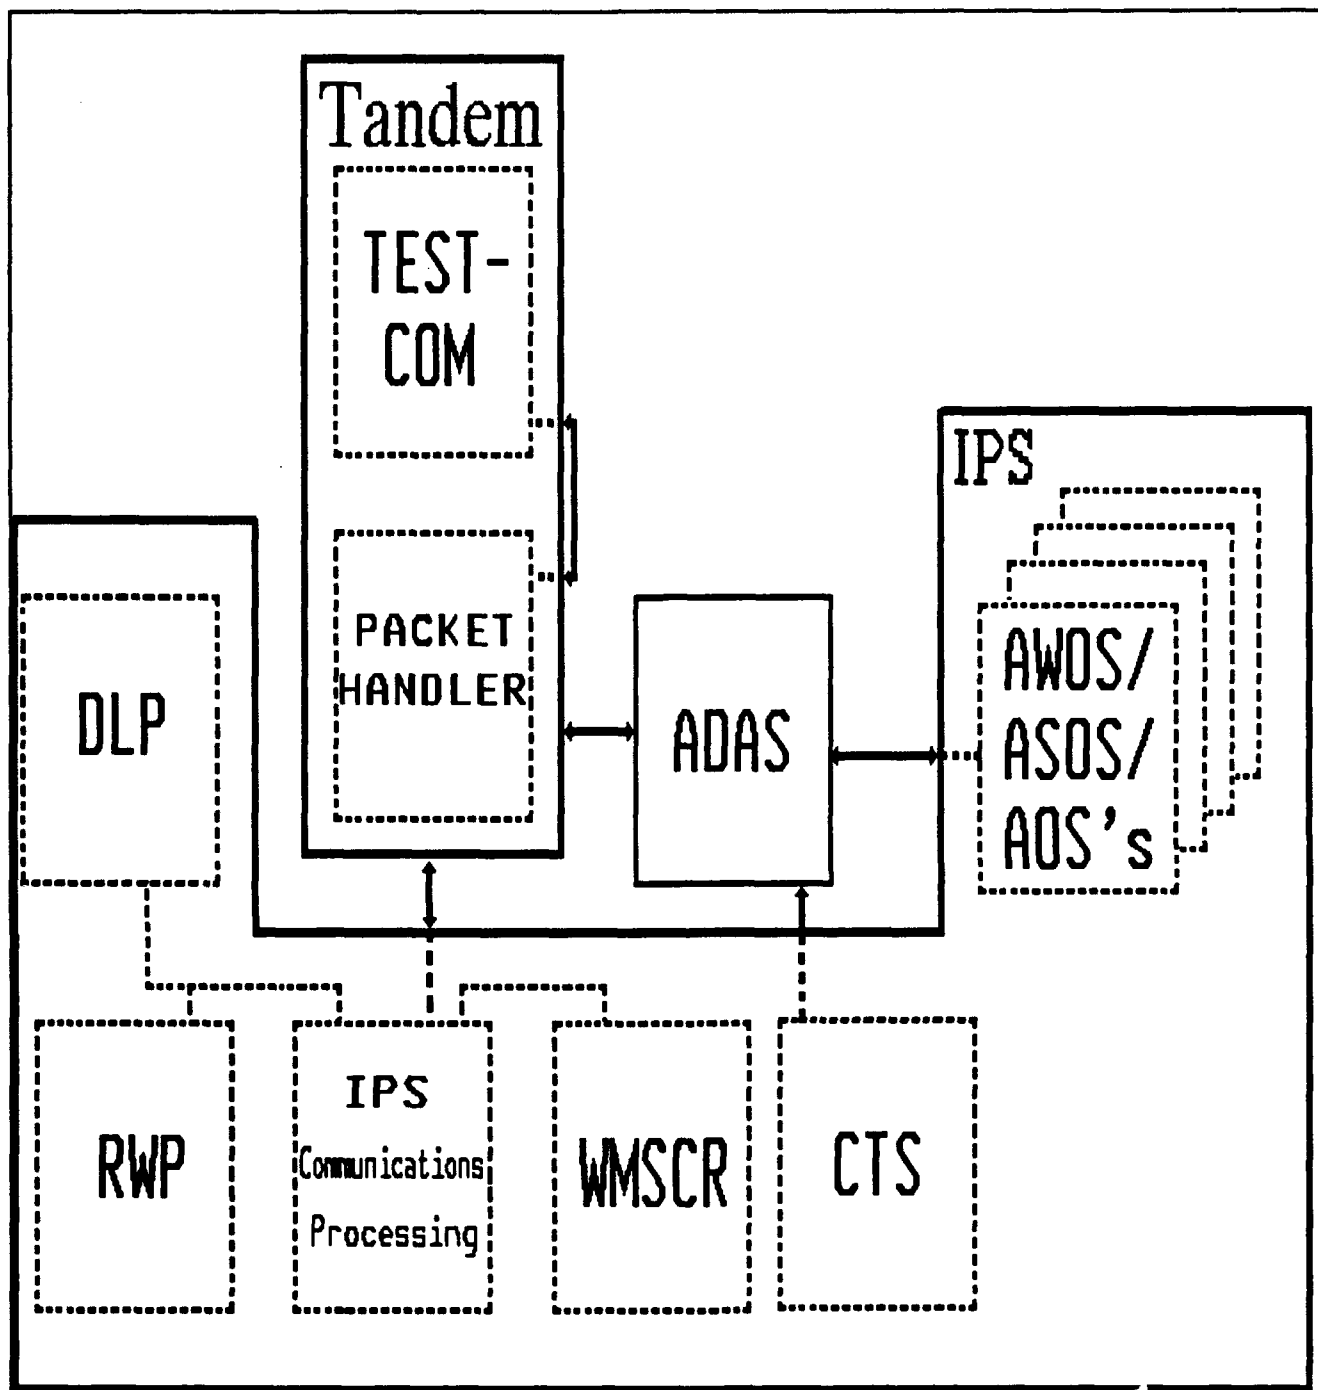 Tandem
TEST-
COM
IPS
PACKET
HANDLER
DLP
ADAS
AWOS/
ASOS/
AOS's
RWP
IPS
Communications
Processing
WMSCR
CTS